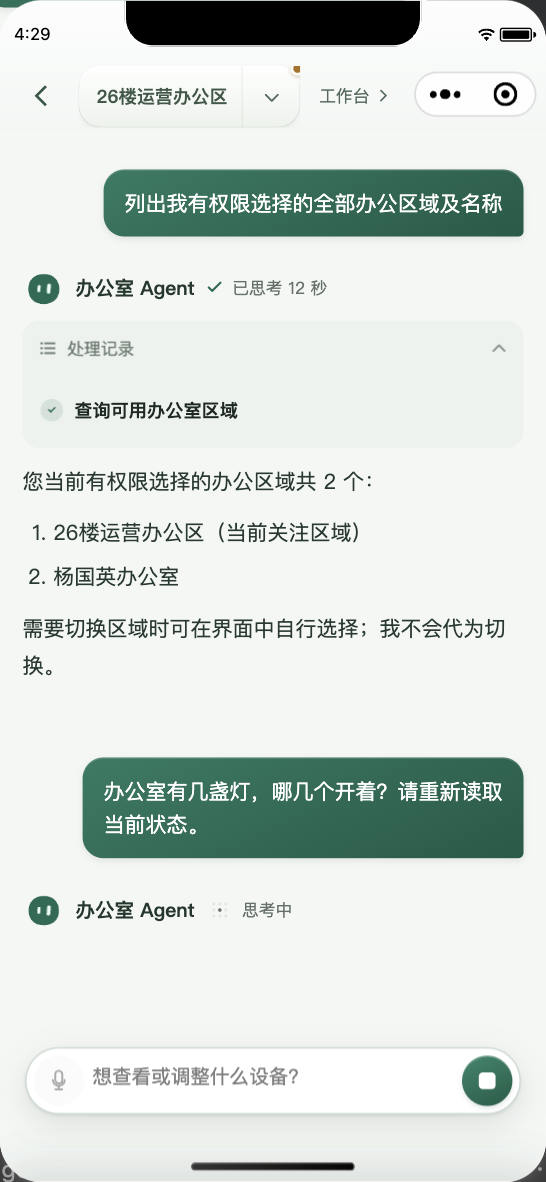 4:29
26楼运营办公区
工作台
列出我有权限选择的全部办公区域及名称
办公室 Agent
已思考 12 秒
处理记录
查询可用办公室区域
您当前有权限选择的办公区域共 2 个：
1. 26楼运营办公区（当前关注区域）
2. 杨国英办公室
需要切换区域时可在界面中自行选择；我不会代为切
换。
办公室有几盏灯，哪几个开着？请重新读取
当前状态。
办公室 Agent
思考中
想查看或调整什么设备？